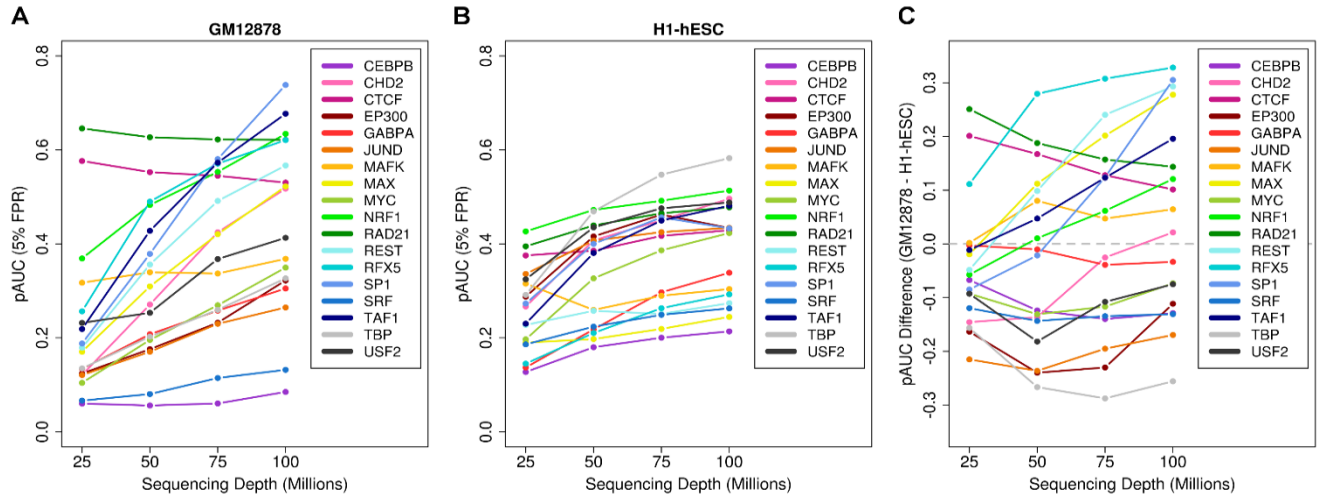 A
GM12878
pAUC (5% FPR)
0.8
0.6
0.4
0.2
0.0
25 50 75 100
Sequencing Depth (Millions)
CEBPB
CHD2
CTCF
EP300
GABPA
JUND
MAFK
MAX
MYC
NRF1
RAD21
REST
RFX5
SP1
SRF
TAF1
TBP
USF2
B
H1-hESC
pAUC (5% FPR)
0.8
0.6
0.4
0.2
0.0
25 50 75 100
Sequencing Depth (Millions)
CEBPB
CHD2
CTCF
EP300
GABPA
JUND
MAFK
MAX
MYC
NRF1
RAD21
REST
RFX5
SP1
SRF
TAF1
TBP
USF2
C
pAUC Difference (GM12878 - H1-hESC)
0.3
0.2
0.1
0.0
-0.1
-0.2
-0.3
25 50 75 100
Sequencing Depth (Millions)
CEBPB
CHD2
CTCF
EP300
GABPA
JUND
MAFK
MAX
MYC
NRF1
RAD21
REST
RFX5
SP1
SRF
TAF1
TBP
USF2